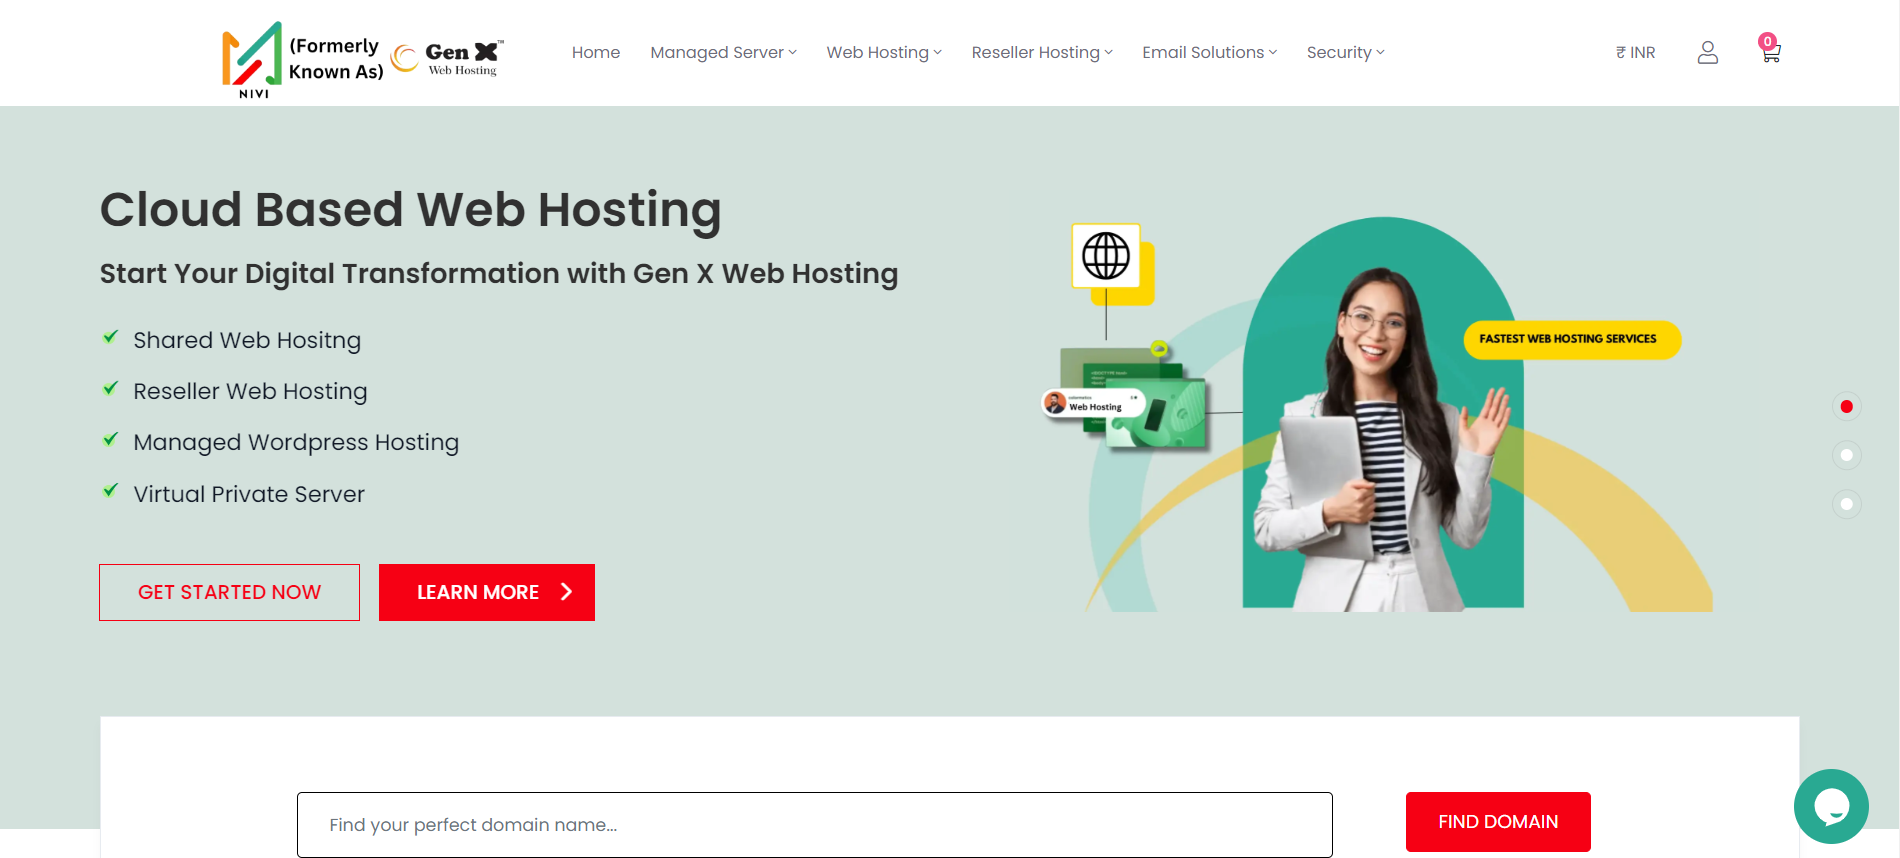 NIVI
(Formerly
Known As)
Gen X™
Web Hosting
Home
Managed Server
Web Hosting
Reseller Hosting
Email Solutions
Security
₹ INR
0
Cloud Based Web Hosting
Start Your Digital Transformation with Gen X Web Hosting
Shared Web Hositng
Reseller Web Hosting
Managed Wordpress Hosting
Virtual Private Server
GET STARTED NOW
LEARN MORE
Web Hosting
FASTEST WEB HOSTING SERVICES
Find your perfect domain name...
FIND DOMAIN